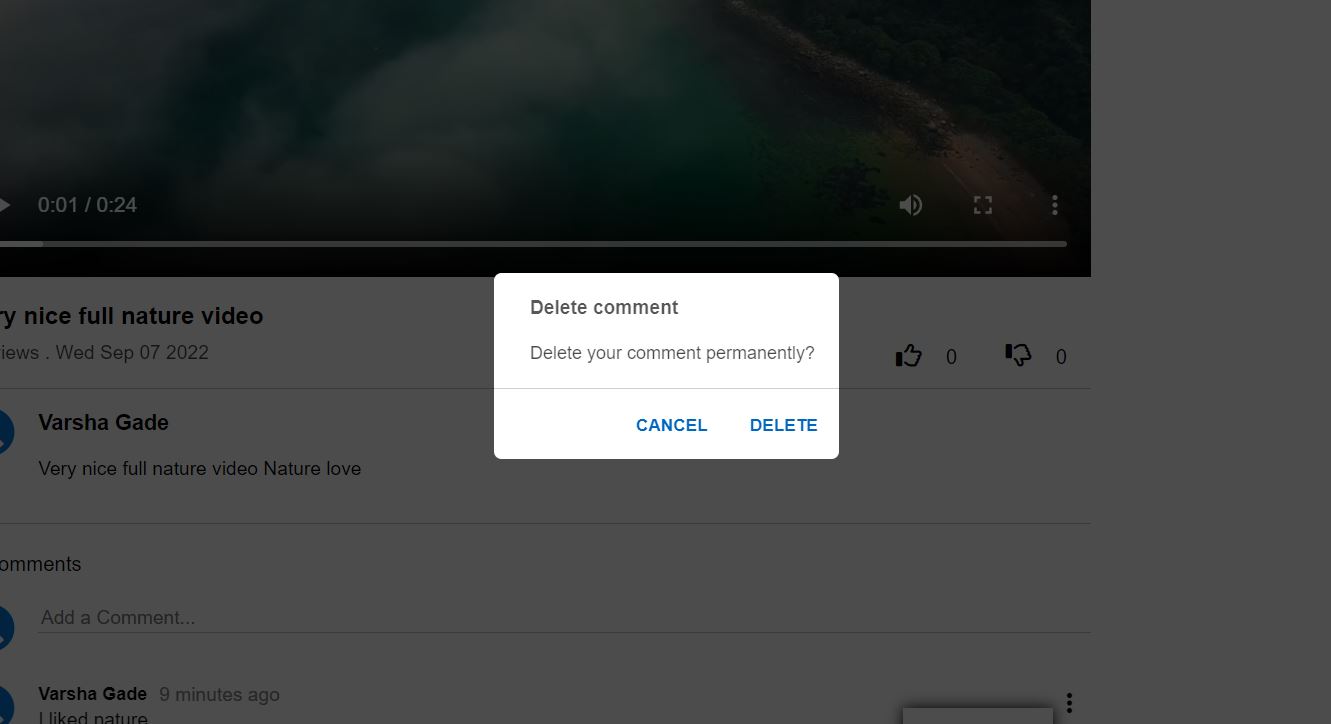 0:01 / 0:24
Delete comment
Delete your comment permanently?
CANCEL DELETE
ry nice full nature video
iews . Wed Sep 07 2022
0 0
Varsha Gade
Very nice full nature video Nature love
omments
Add a Comment...
Varsha Gade 9 minutes ago
I liked nature